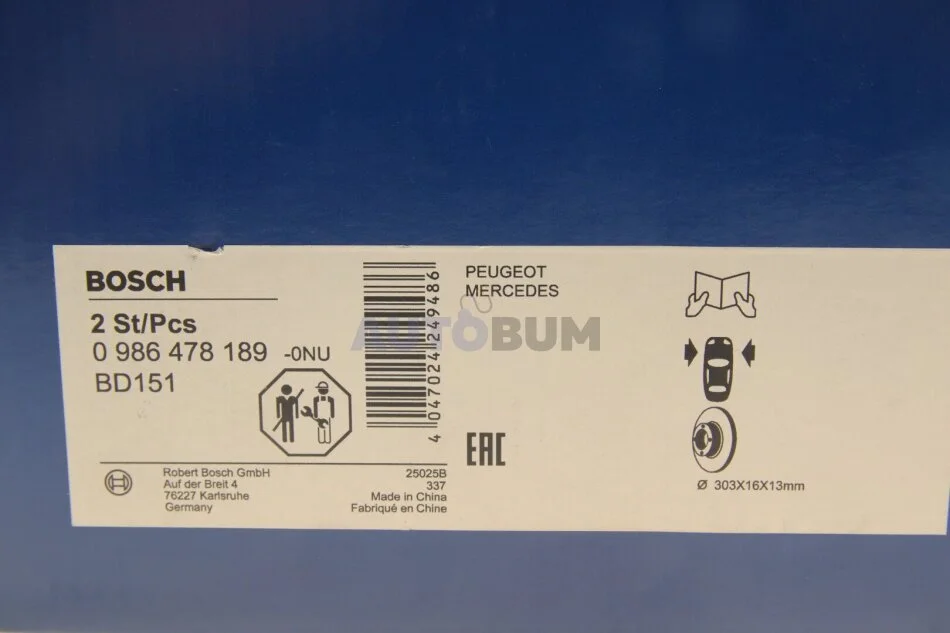 BOSCH
2 St/Pcs
0 986 478 189 -0NU
BD151
4 047024 249486
PEUGEOT
MERCEDES
AUTOBUM
EAC
Ø 303X16X13mm
Robert Bosch GmbH
Auf der Breit 4
76227 Karlsruhe
Germany
25025B
337
Made in China
Fabriqué en Chine